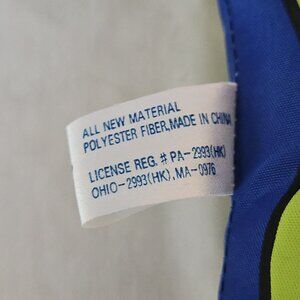 ALL NEW MATERIAL
POLYESTER FIBER,MADE IN CHINA
LICENSE REG. # PA-2993(HK)
OHIO-2993(HK), MA-0976